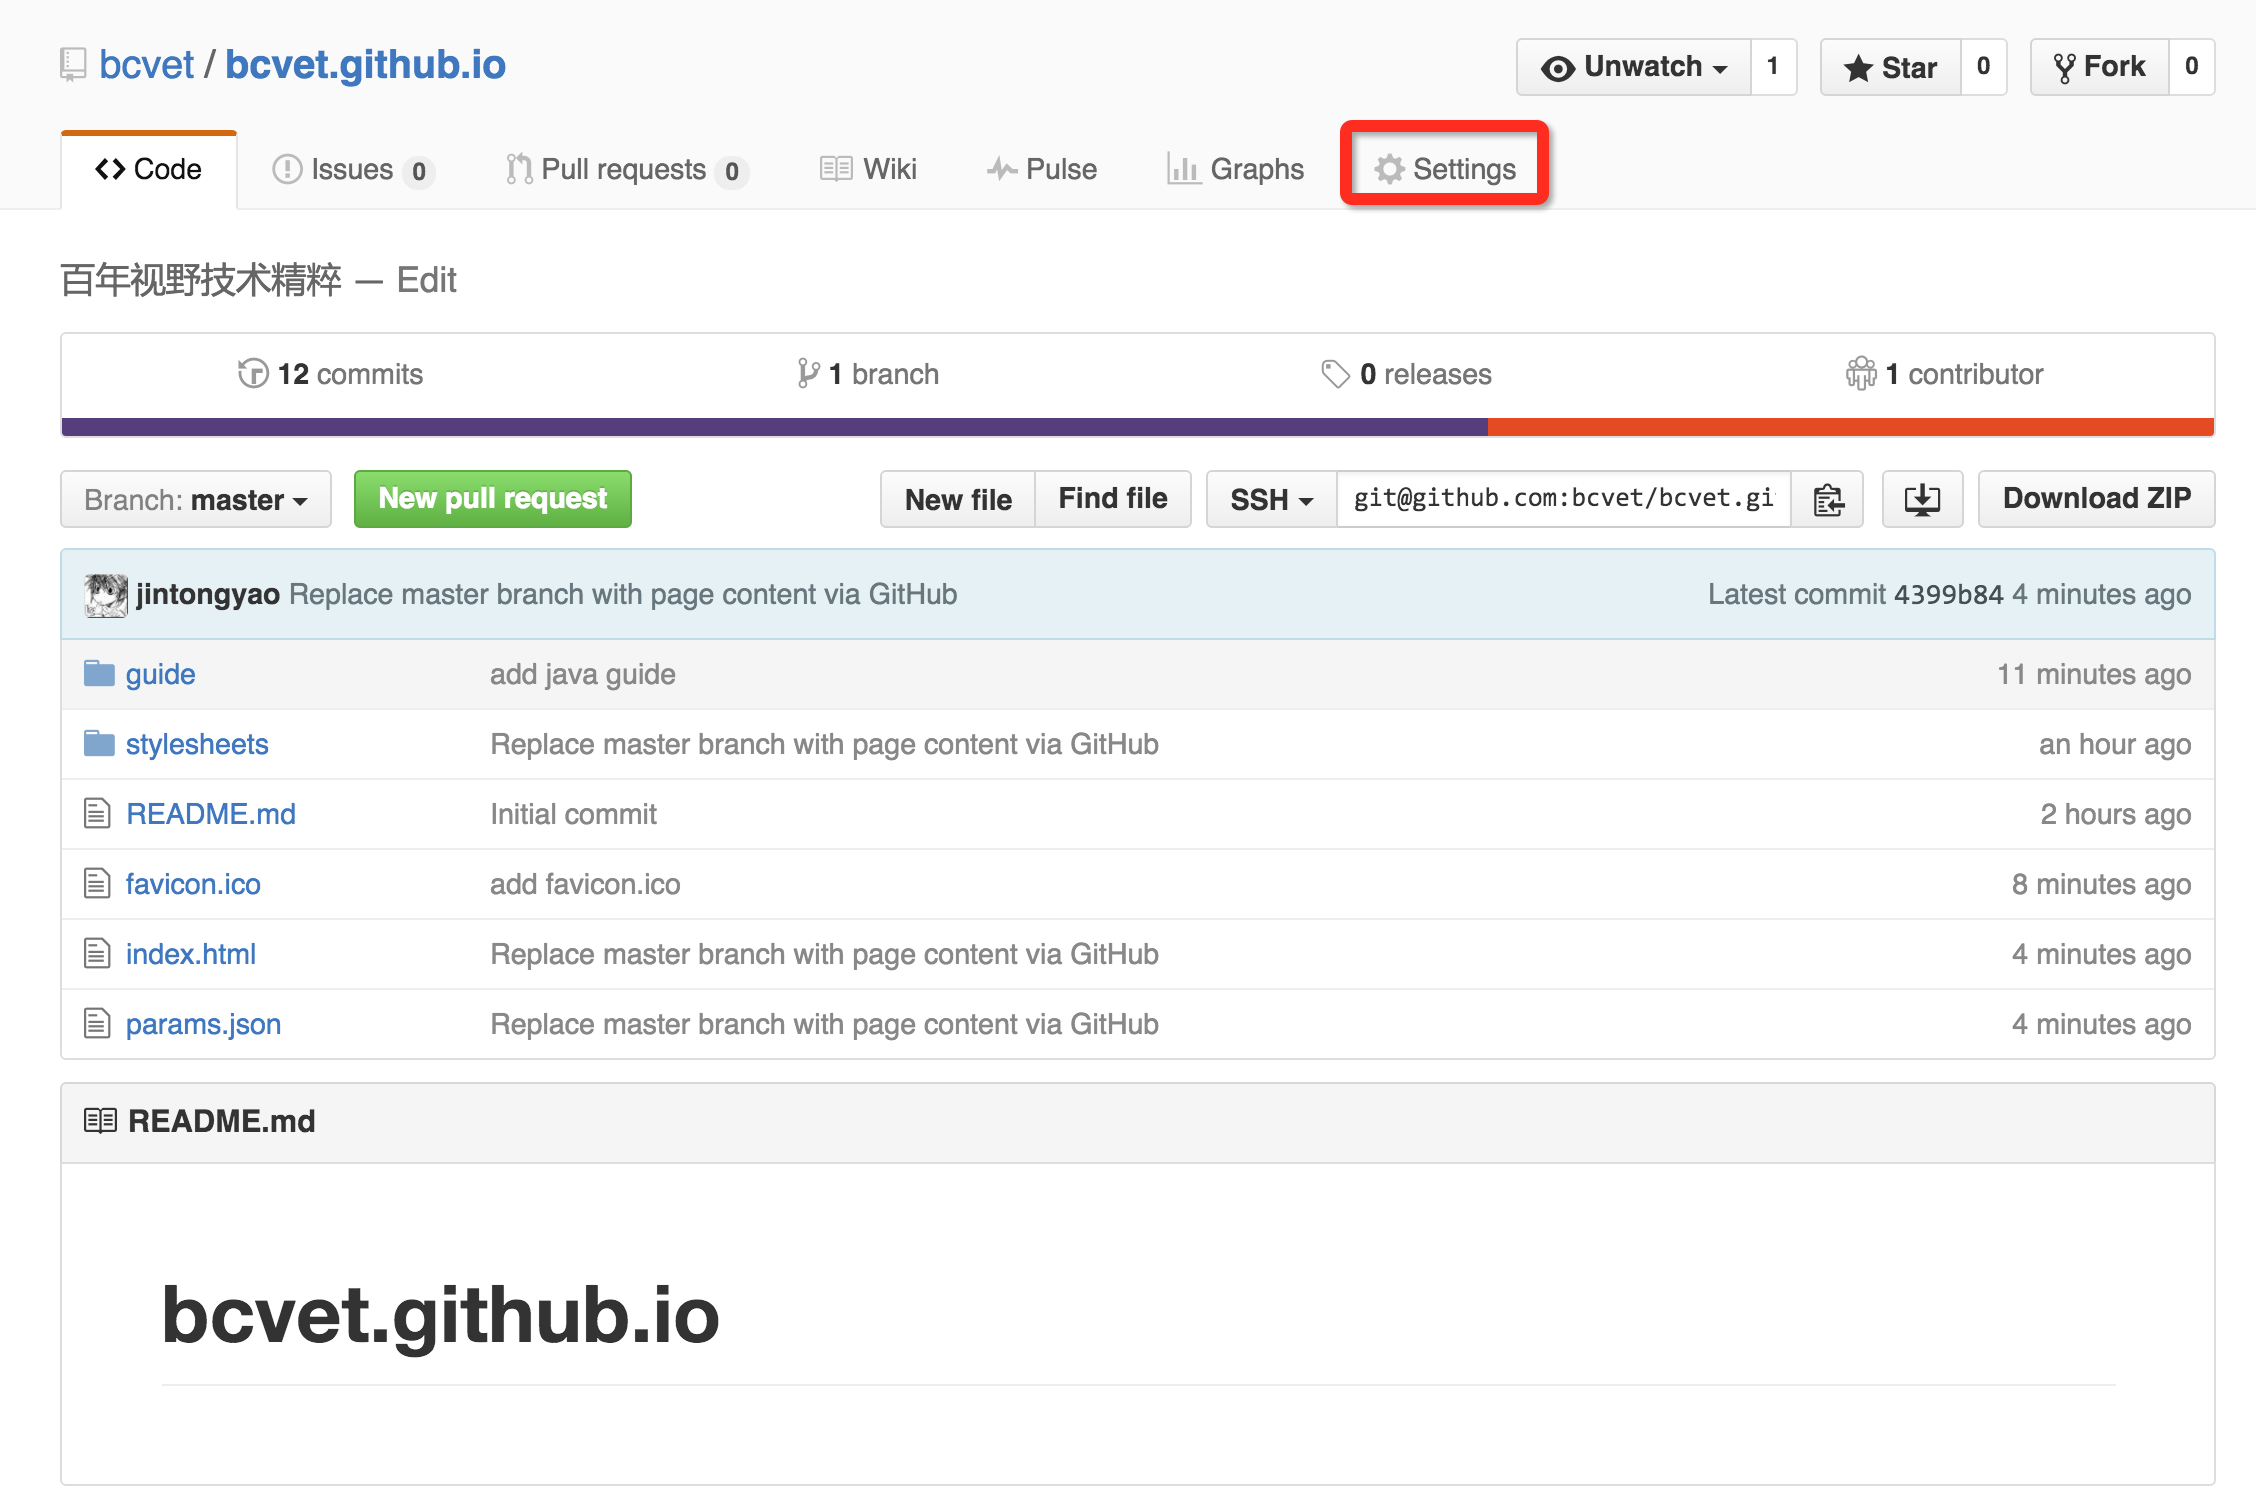 bcvet / bcvet.github.io
Unwatch 1 Star 0 Fork 0
Code Issues 0 Pull requests 0 Wiki Pulse Graphs Settings
百年视野技术精粹 — Edit
12 commits 1 branch 0 releases 1 contributor
Branch: master New pull request New file Find file SSH git@github.com:bcvet/bcvet.gi Download ZIP
jintongyao Replace master branch with page content via GitHub Latest commit 4399b84 4 minutes ago
guide add java guide 11 minutes ago
stylesheets Replace master branch with page content via GitHub an hour ago
README.md Initial commit 2 hours ago
favicon.ico add favicon.ico 8 minutes ago
index.html Replace master branch with page content via GitHub 4 minutes ago
params.json Replace master branch with page content via GitHub 4 minutes ago
README.md
bcvet.github.io